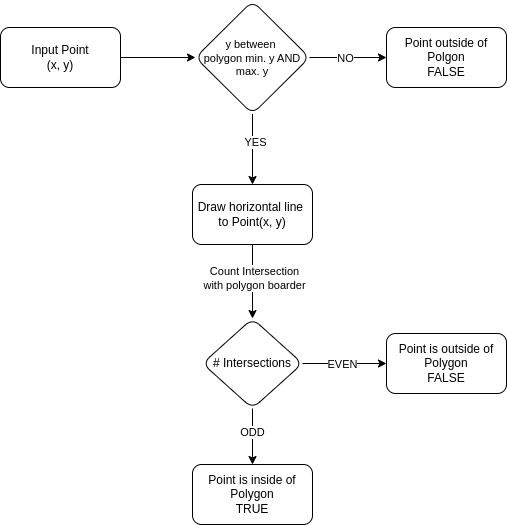 Input Point
(x, y)
y between
polygon min. y AND
max. y
NO
Point outside of
Polgon
FALSE
YES
Draw horizontal line
to Point(x, y)
Count Intersection
with polygon boarder
# Intersections
EVEN
Point is outside of
Polygon
FALSE
ODD
Point is inside of
Polygon
TRUE